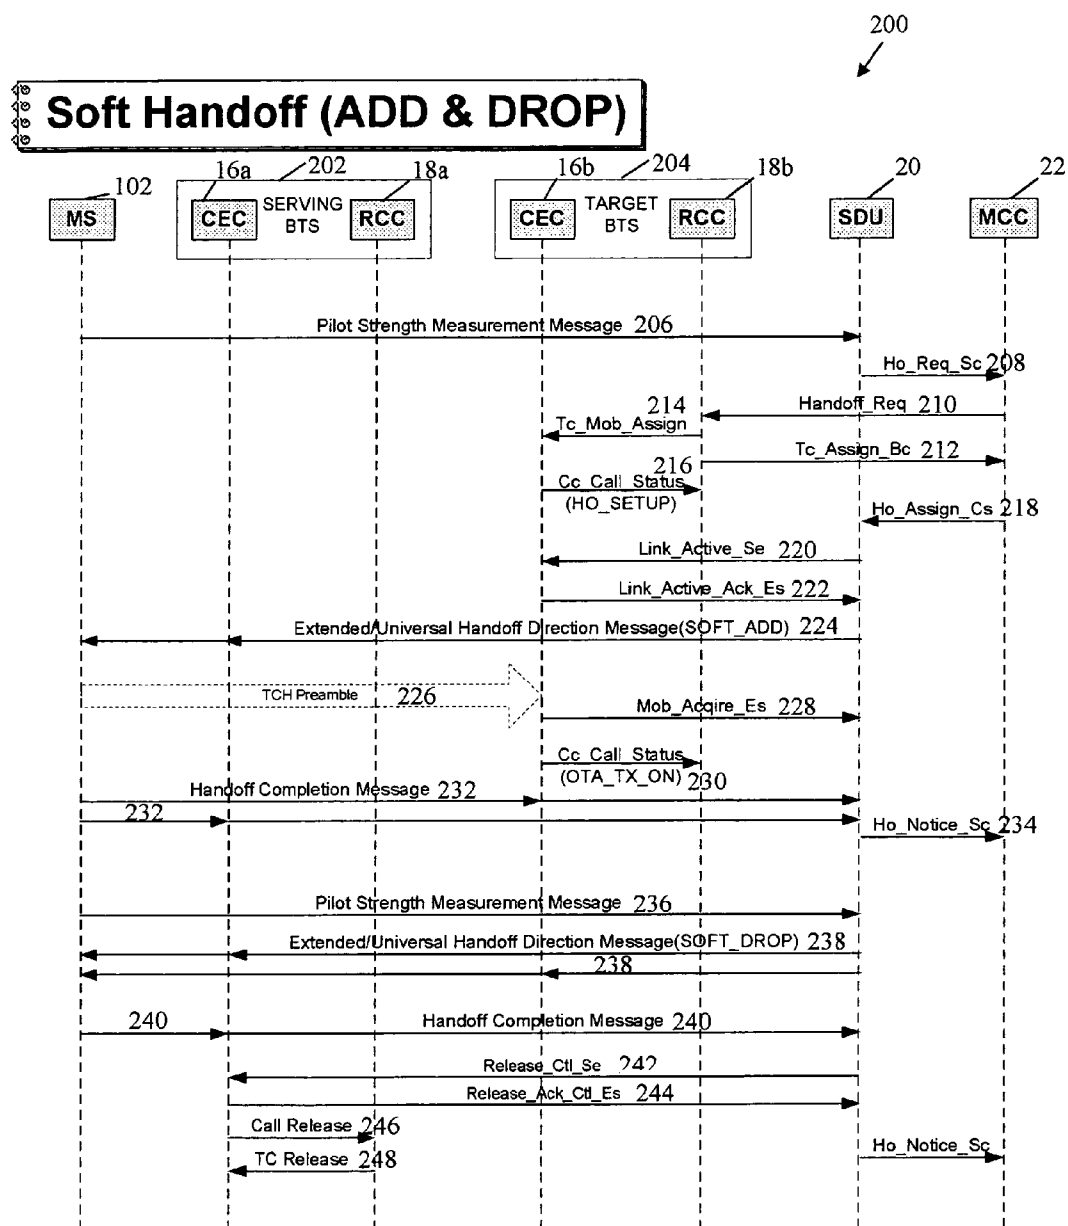 200
Soft Handoff (ADD & DROP)
102 16a 202 18a 16b 204 18b 20 22
MS CEC SERVING BTS RCC CEC TARGET BTS RCC SDU MCC
Pilot Strength Measurement Message 206
Ho_Req_Sc 208
Handoff_Req 210
214
Tc_Mob_Assign
Tc_Assign_Bc 212
216
Cc_Call_Status
(HO_SETUP)
Ho_Assign_Cs 218
Link_Active_Se 220
Link_Active_Ack_Es 222
Extended/Universal Handoff Direction Message(SOFT_ADD) 224
TCH Preamble 226
Mob_Acqire_Es 228
Cc_Call_Status
(OTA_TX_ON) 230
Handoff Completion Message 232
232
Ho_Notice_Sc 234
Pilot Strength Measurement Message 236
Extended/Universal Handoff Direction Message(SOFT_DROP) 238
238
240 Handoff Completion Message 240
Release_Ctl_Se 242
Release_Ack_Ctl_Es 244
Call Release 246
Ho_Notice_Sc
TC Release 248